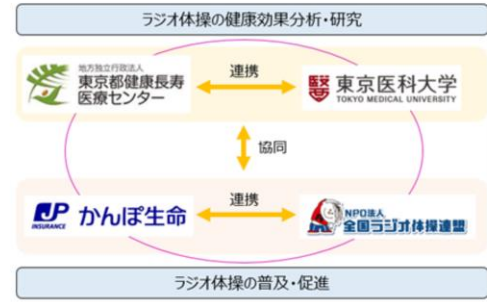 ラジオ体操の健康効果分析・研究
地方独立行政法人
東京都健康長寿
医療センター
連携
医
東京医科大学
TOKYO MEDICAL UNIVERSITY
協同
JP
INSURANCE
かんぽ生命
連携
NPO法人
全国ラジオ体操連盟
ラジオ体操の普及・促進